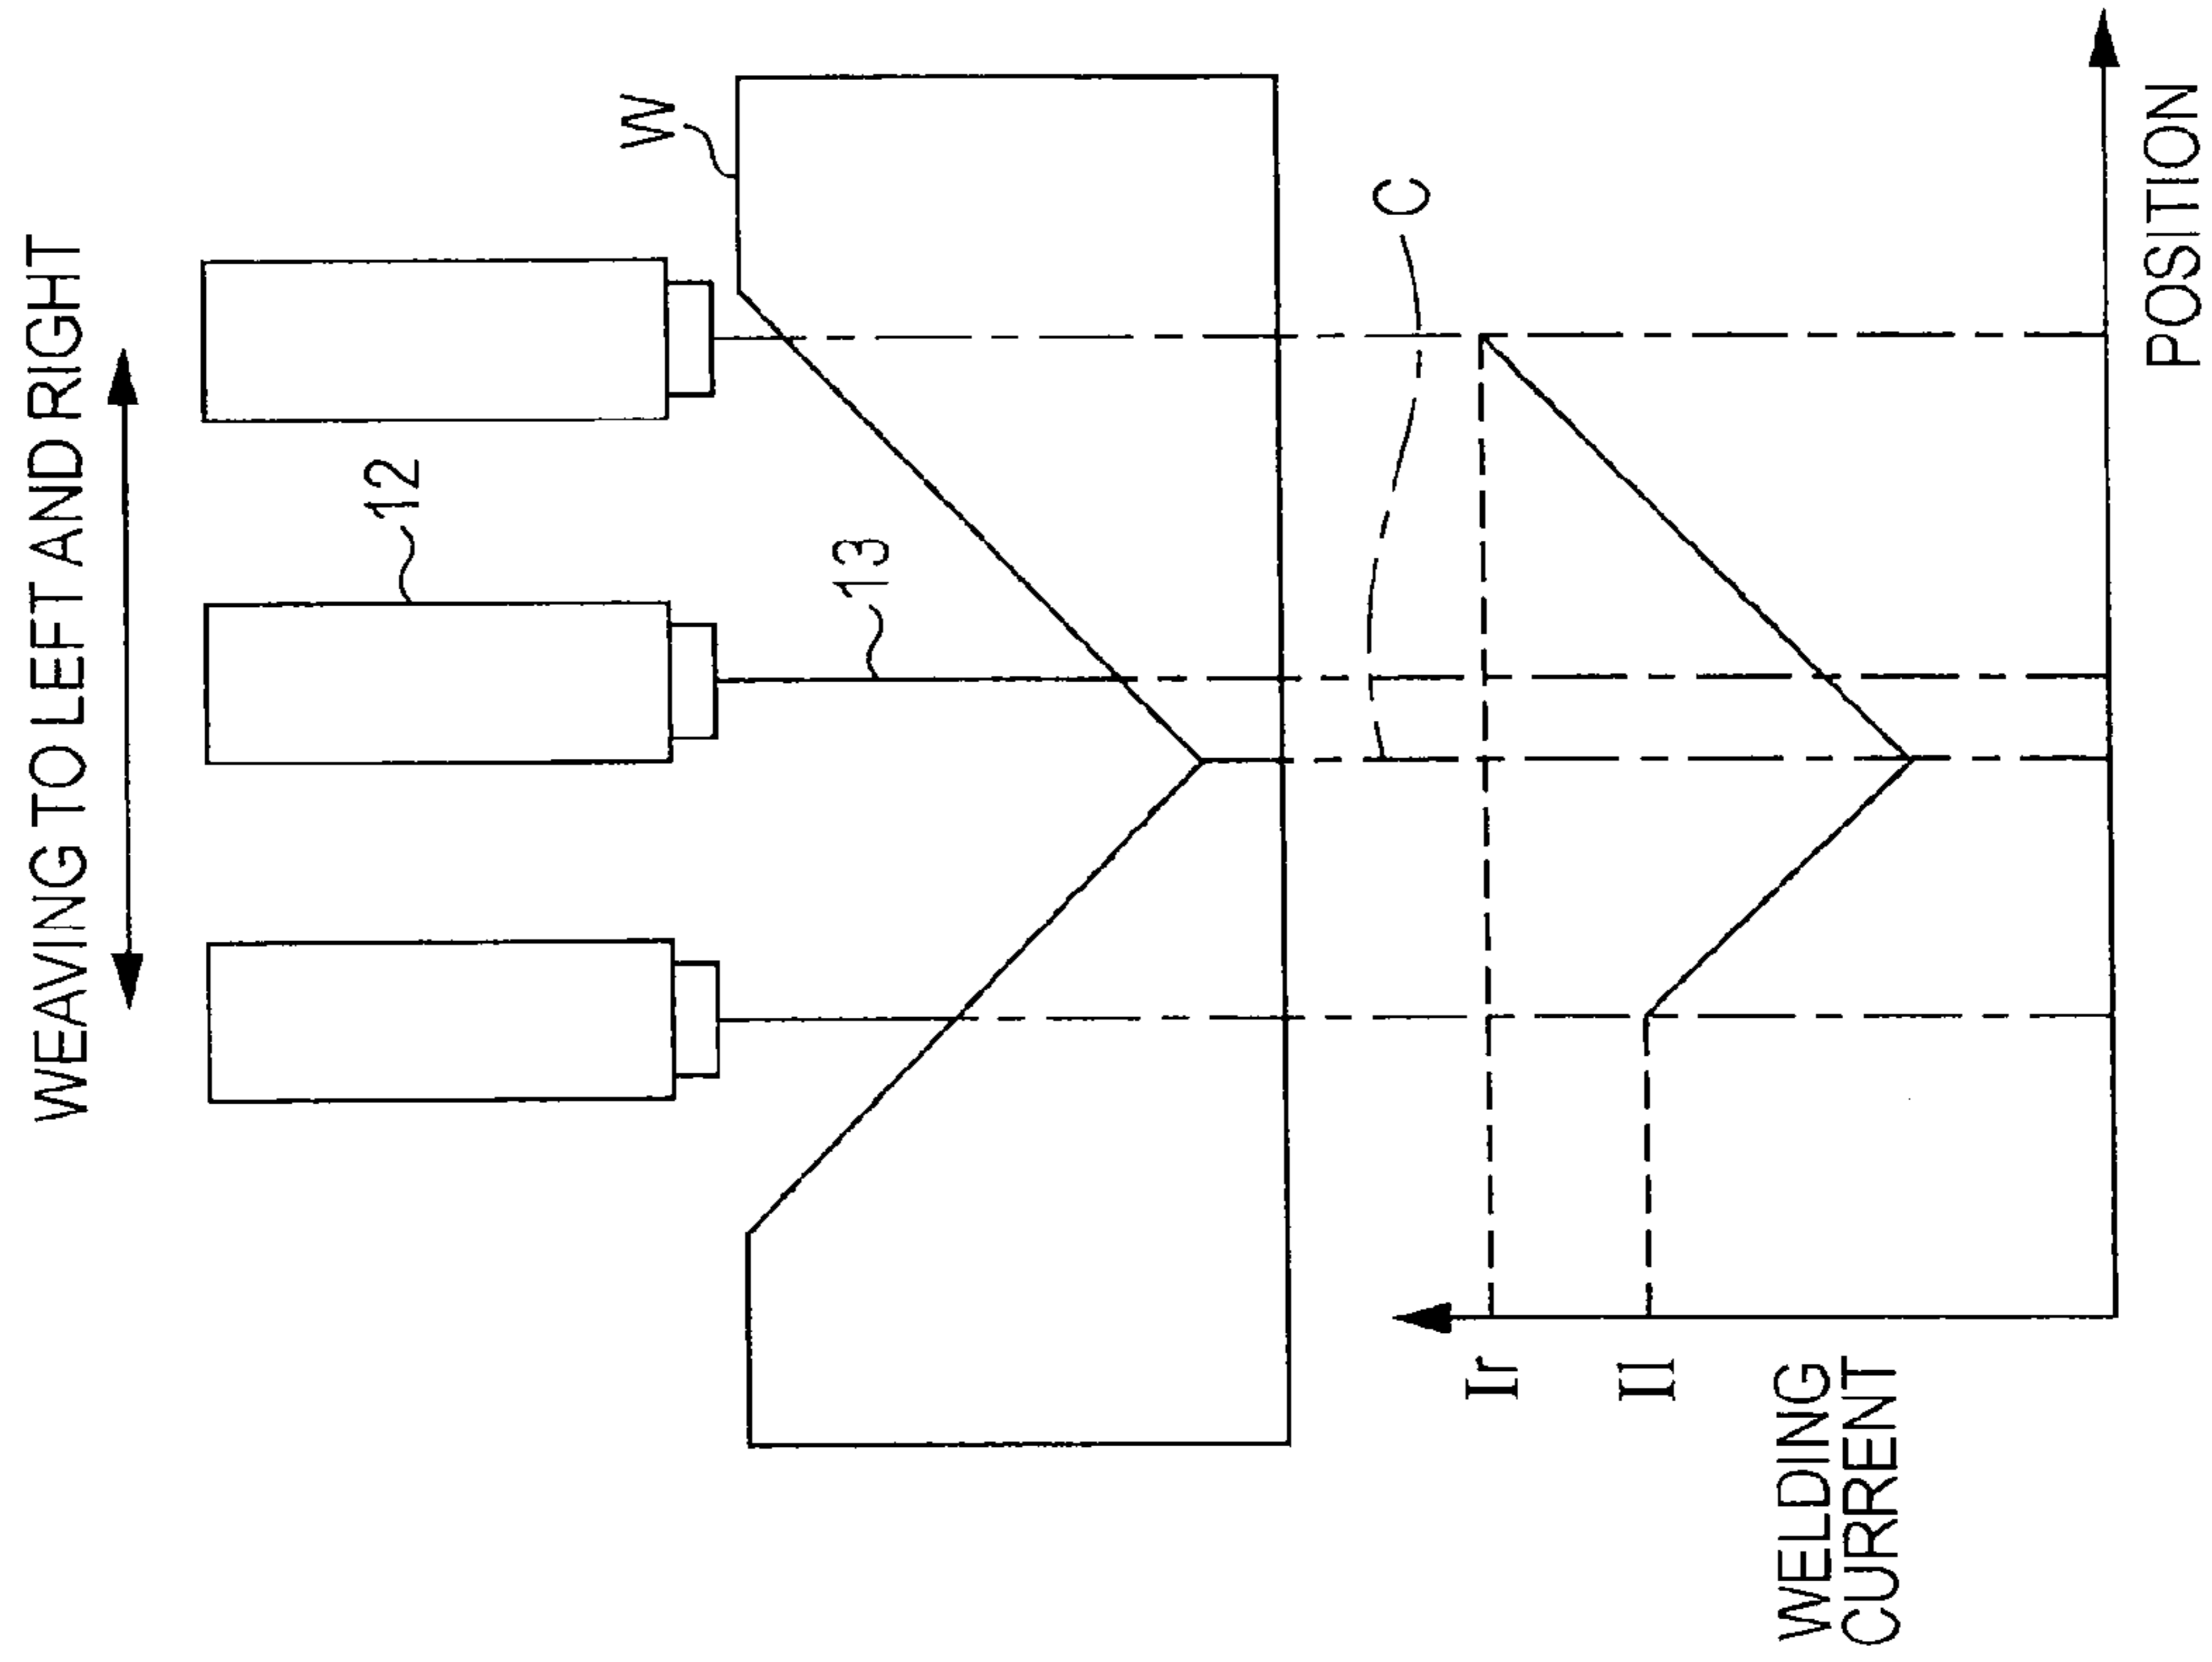 WEAVING TO LEFT AND RIGHT
12
13
W
C
Ir
Il
WELDING
CURRENT
POSITION